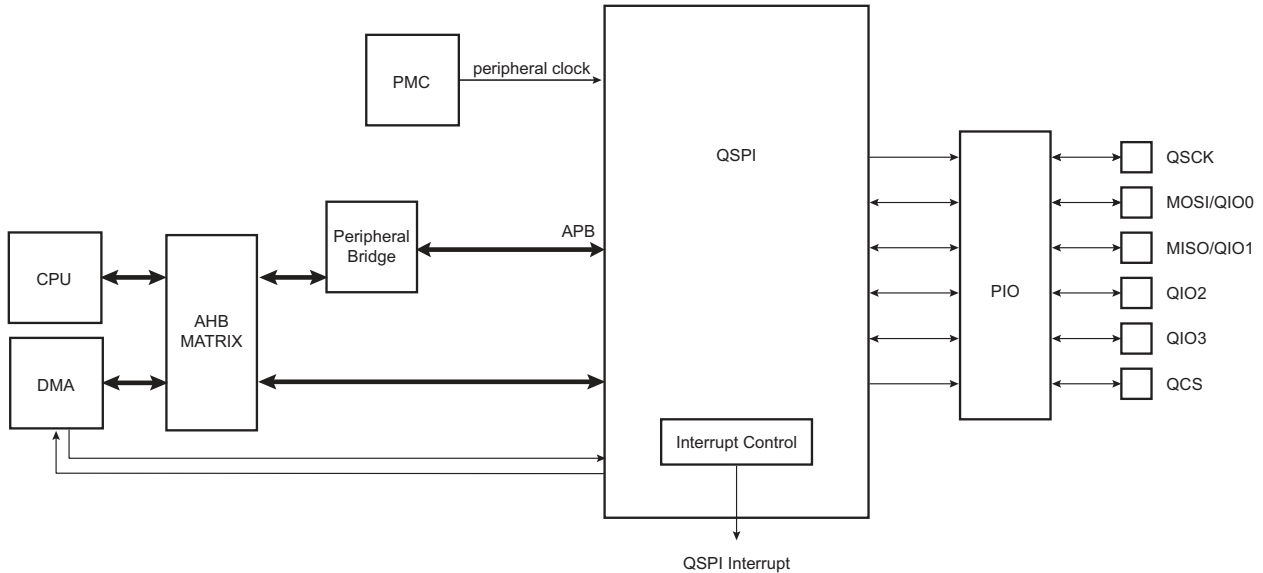 PMC
peripheral clock
QSPI
QSCK
MOSI/QIO0
APB
Peripheral
Bridge
MISO/QIO1
CPU
PIO
QIO2
AHB
MATRIX
QIO3
DMA
QCS
Interrupt Control
QSPI Interrupt